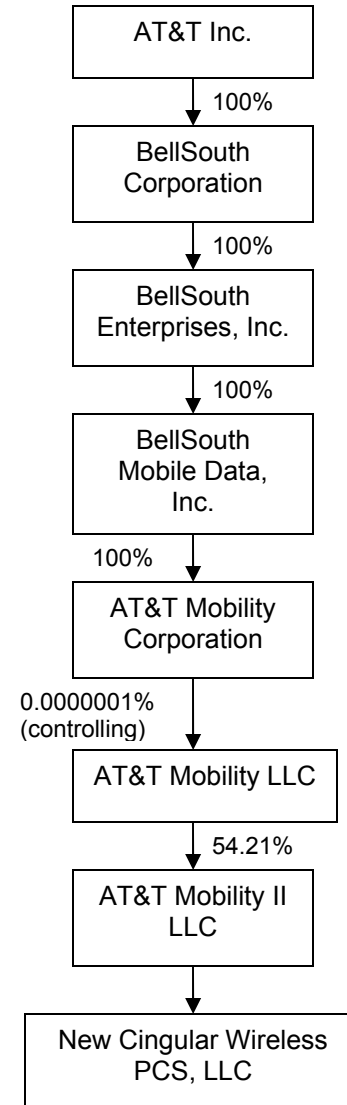 AT&T Inc.
100%
BellSouth
Corporation
100%
BellSouth
Enterprises, Inc.
100%
BellSouth
Mobile Data,
Inc.
100%
AT&T Mobility
Corporation
0.0000001%
(controlling)
AT&T Mobility LLC
54.21%
AT&T Mobility II
LLC
New Cingular Wireless
PCS, LLC